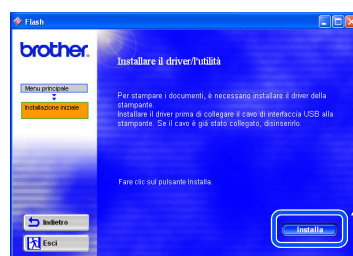 Flash
brother.
Menu principale
Installazione iniziale
Installare il driver/l'utilità
Per stampare i documenti, è necessario installare il driver della
stampante.
Installare il driver prima di collegare il cavo di interfaccia USB alla
stampante. Se il cavo è già stato collegato, disinserirlo.
Fare clic sul pulsante Installa.
Indietro
Esci
Installa